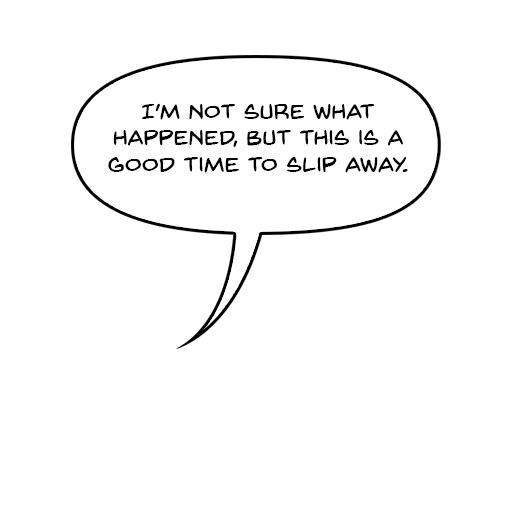 I'M NOT SURE WHAT
HAPPENED, BUT THIS IS A
GOOD TIME TO SLIP AWAY.